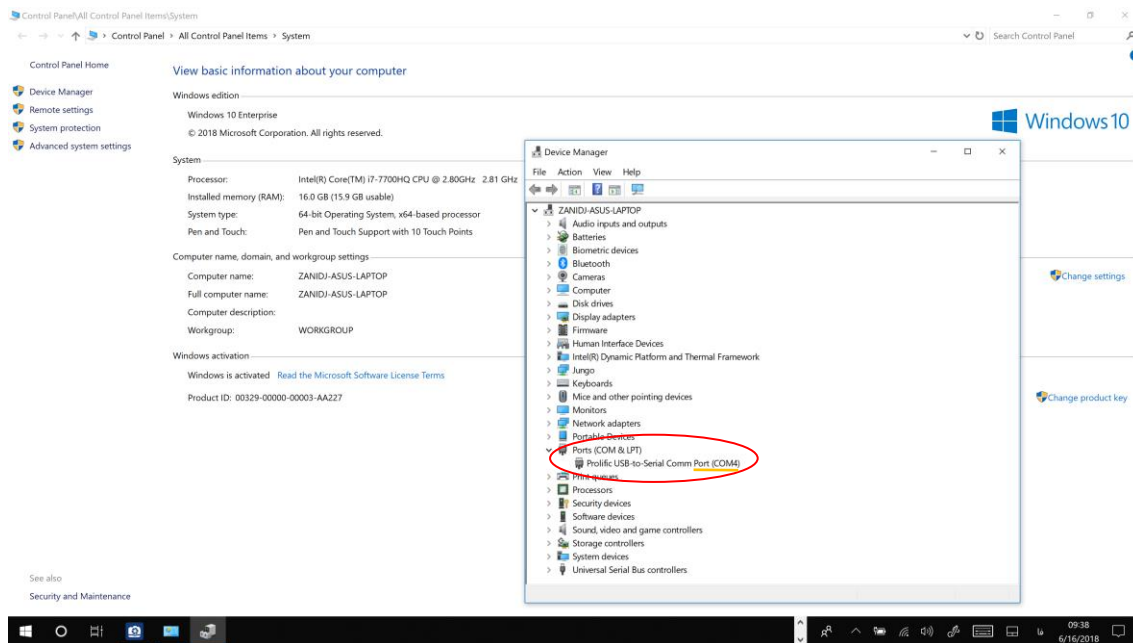 Control Panel\All Control Panel Items\System
Control Panel > All Control Panel Items > System
Search Control Panel
Control Panel Home
Device Manager
Remote settings
System protection
Advanced system settings
View basic information about your computer
Windows edition
Windows 10 Enterprise
© 2018 Microsoft Corporation. All rights reserved.
Windows 10
System
Processor: Intel(R) Core(TM) i7-7700HQ CPU @ 2.80GHz 2.81 GHz
Installed memory (RAM): 16.0 GB (15.9 GB usable)
System type: 64-bit Operating System, x64-based processor
Pen and Touch: Pen and Touch Support with 10 Touch Points
Computer name, domain, and workgroup settings
Computer name: ZANIDJ-ASUS-LAPTOP
Full computer name: ZANIDJ-ASUS-LAPTOP
Computer description:
Workgroup: WORKGROUP
Change settings
Windows activation
Windows is activated Read the Microsoft Software License Terms
Product ID: 00329-00000-00003-AA227
Change product key
See also
Security and Maintenance
Device Manager
File Action View Help
ZANIDJ-ASUS-LAPTOP
Audio inputs and outputs
Batteries
Biometric devices
Bluetooth
Cameras
Computer
Disk drives
Display adapters
Firmware
Human Interface Devices
Intel(R) Dynamic Platform and Thermal Framework
Jungo
Keyboards
Mice and other pointing devices
Monitors
Network adapters
Portable Devices
Ports (COM & LPT)
Prolific USB-to-Serial Comm Port (COM4)
Print queues
Processors
Security devices
Software devices
Sound, video and game controllers
Storage controllers
System devices
Universal Serial Bus controllers
09:38
6/16/2018